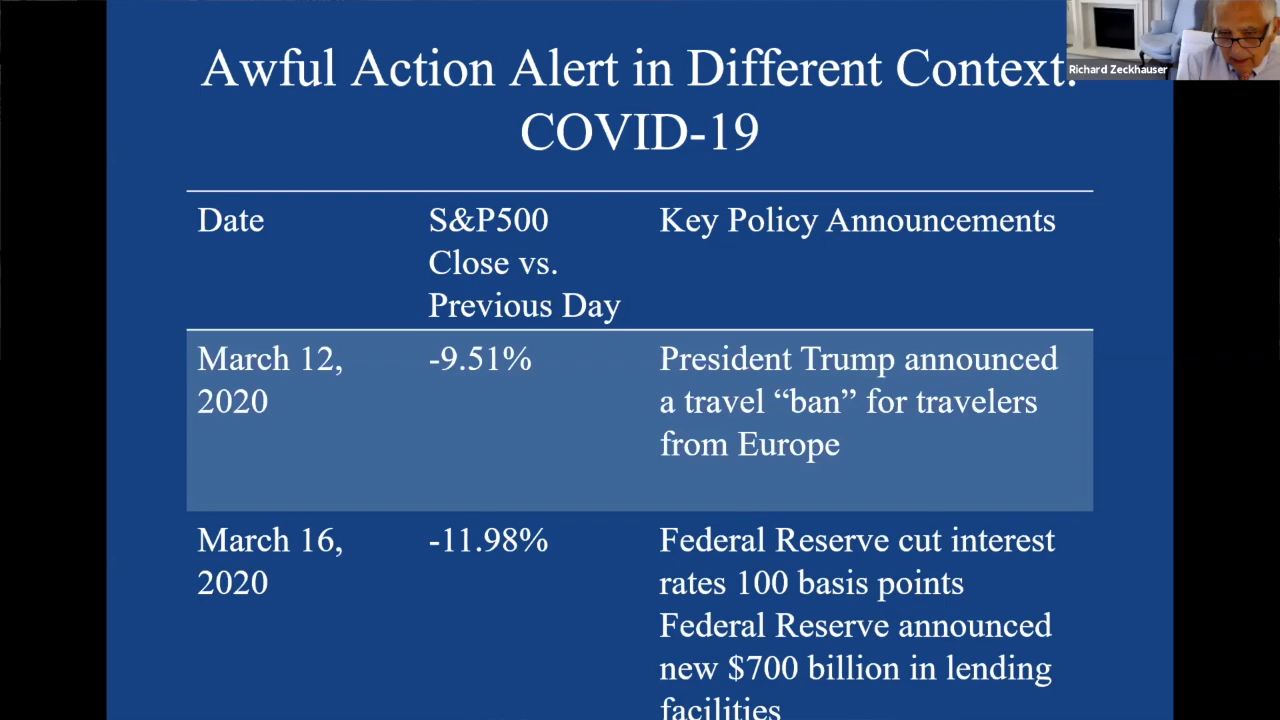 Awful Action Alert in Different Context:
COVID-19
Richard Zeckhauser
Date
S&P500
Close vs.
Previous Day
Key Policy Announcements
March 12,
2020
-9.51%
President Trump announced
a travel “ban” for travelers
from Europe
March 16,
2020
-11.98%
Federal Reserve cut interest
rates 100 basis points
Federal Reserve announced
new $700 billion in lending
facilities